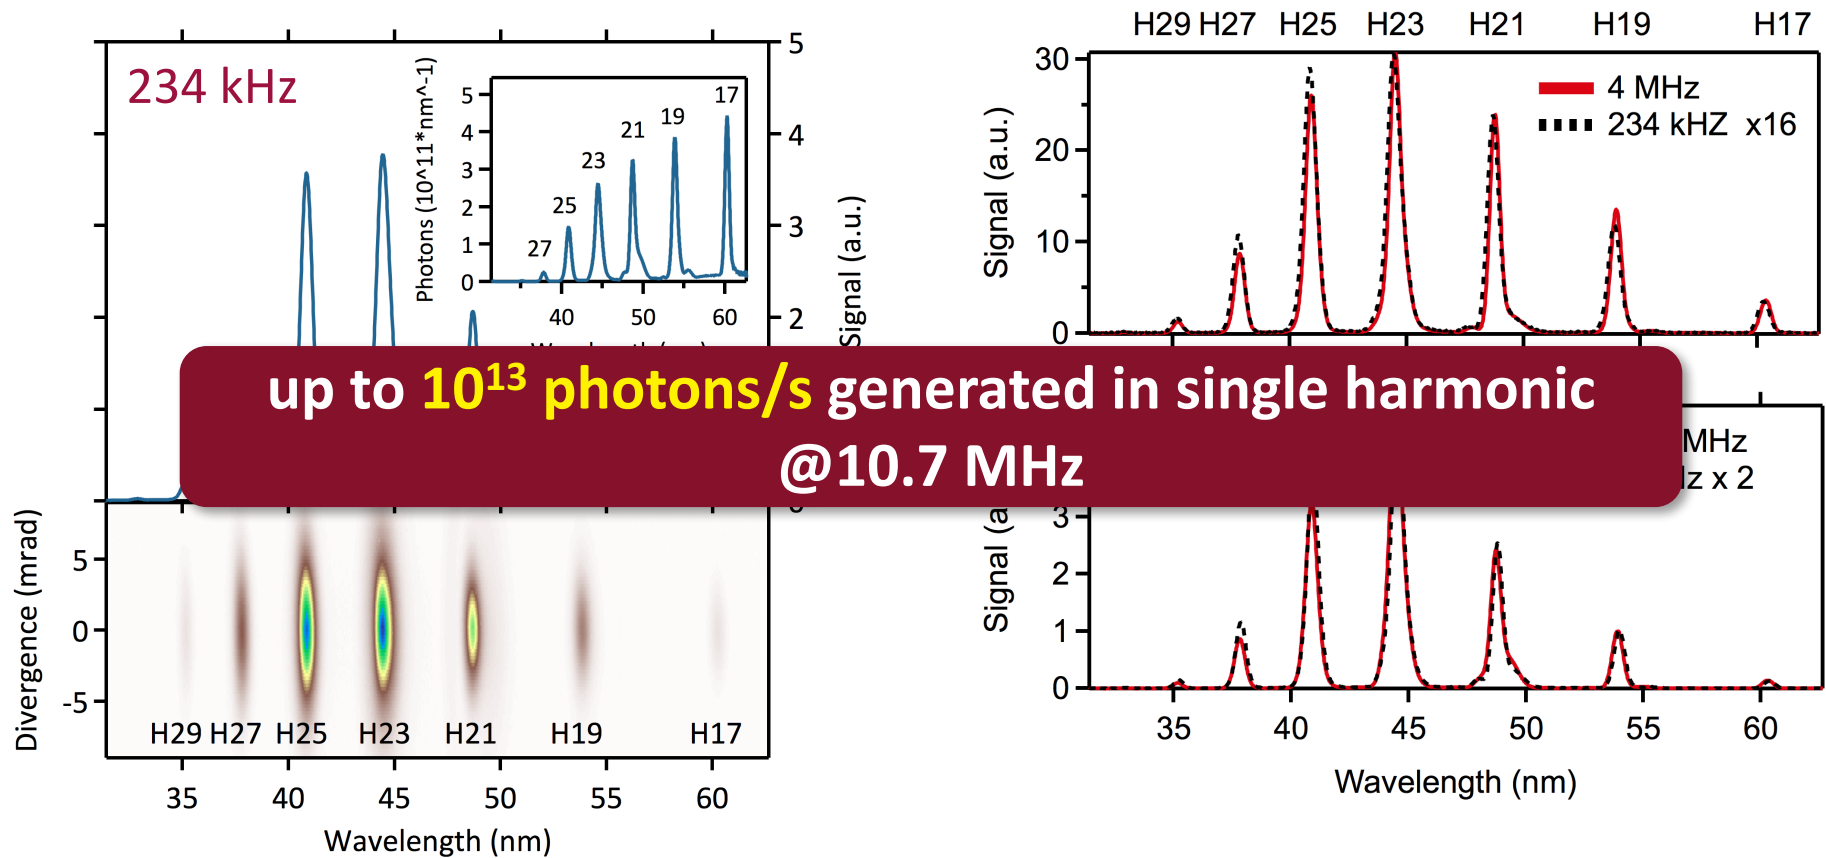 234 kHz
5
4
3
2
Signal (a.u.)
Photons (10^11*nm^-1)
5
4
3
2
1
0
27
25
23
21
19
17
40
50
60
H29 H27 H25 H23 H21 H19 H17
30
20
10
0
Signal (a.u.)
4 MHz
234 kHZ x16
up to 10¹³ photons/s generated in single harmonic
@10.7 MHz
MHz
z x 2
Divergence (mrad)
5
0
-5
H29 H27 H25 H23 H21 H19 H17
35 40 45 50 55 60
Wavelength (nm)
Signal (a
3
2
1
0
35 40 45 50 55 60
Wavelength (nm)